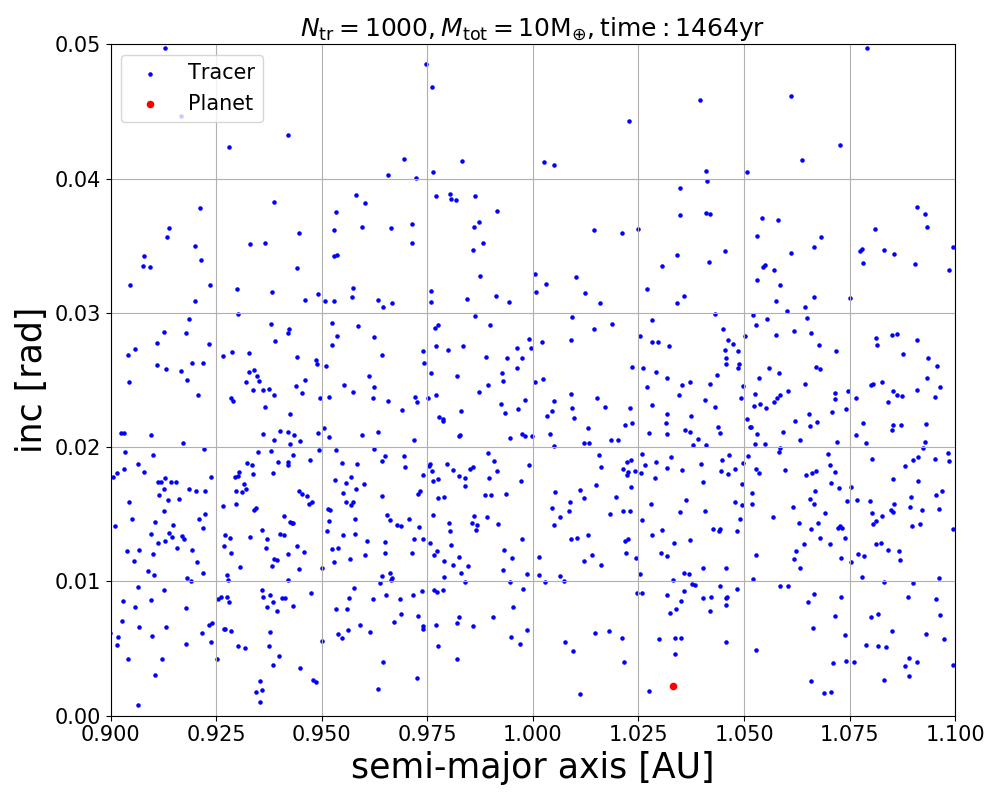 N_tr = 1000, M_tot = 10M_⊕, time : 1464yr
Tracer
Planet
inc [rad]
0.05
0.04
0.03
0.02
0.01
0.00
0.900 0.925 0.950 0.975 1.000 1.025 1.050 1.075 1.100
semi-major axis [AU]